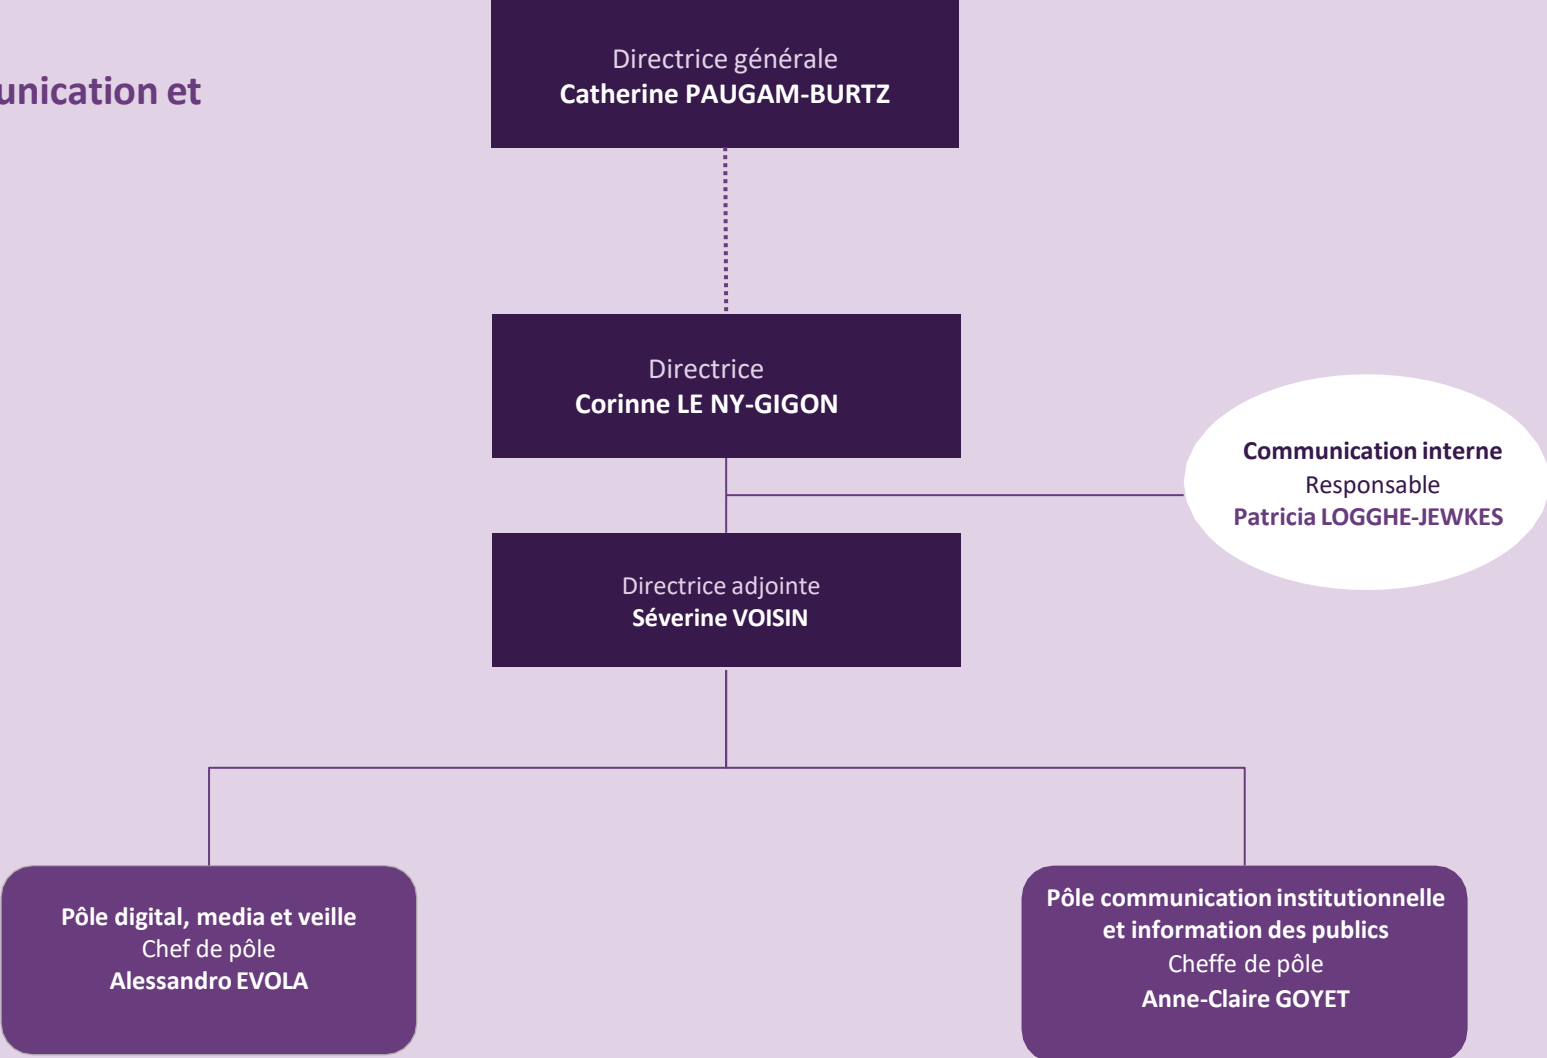 Directrice générale
Catherine PAUGAM-BURTZ
unication et
Directrice
Corinne LE NY-GIGON
Communication interne
Responsable
Patricia LOGGHE-JEWKES
Directrice adjointe
Séverine VOISIN
Pôle digital, media et veille
Chef de pôle
Alessandro EVOLA
Pôle communication institutionnelle
et information des publics
Cheffe de pôle
Anne-Claire GOYET